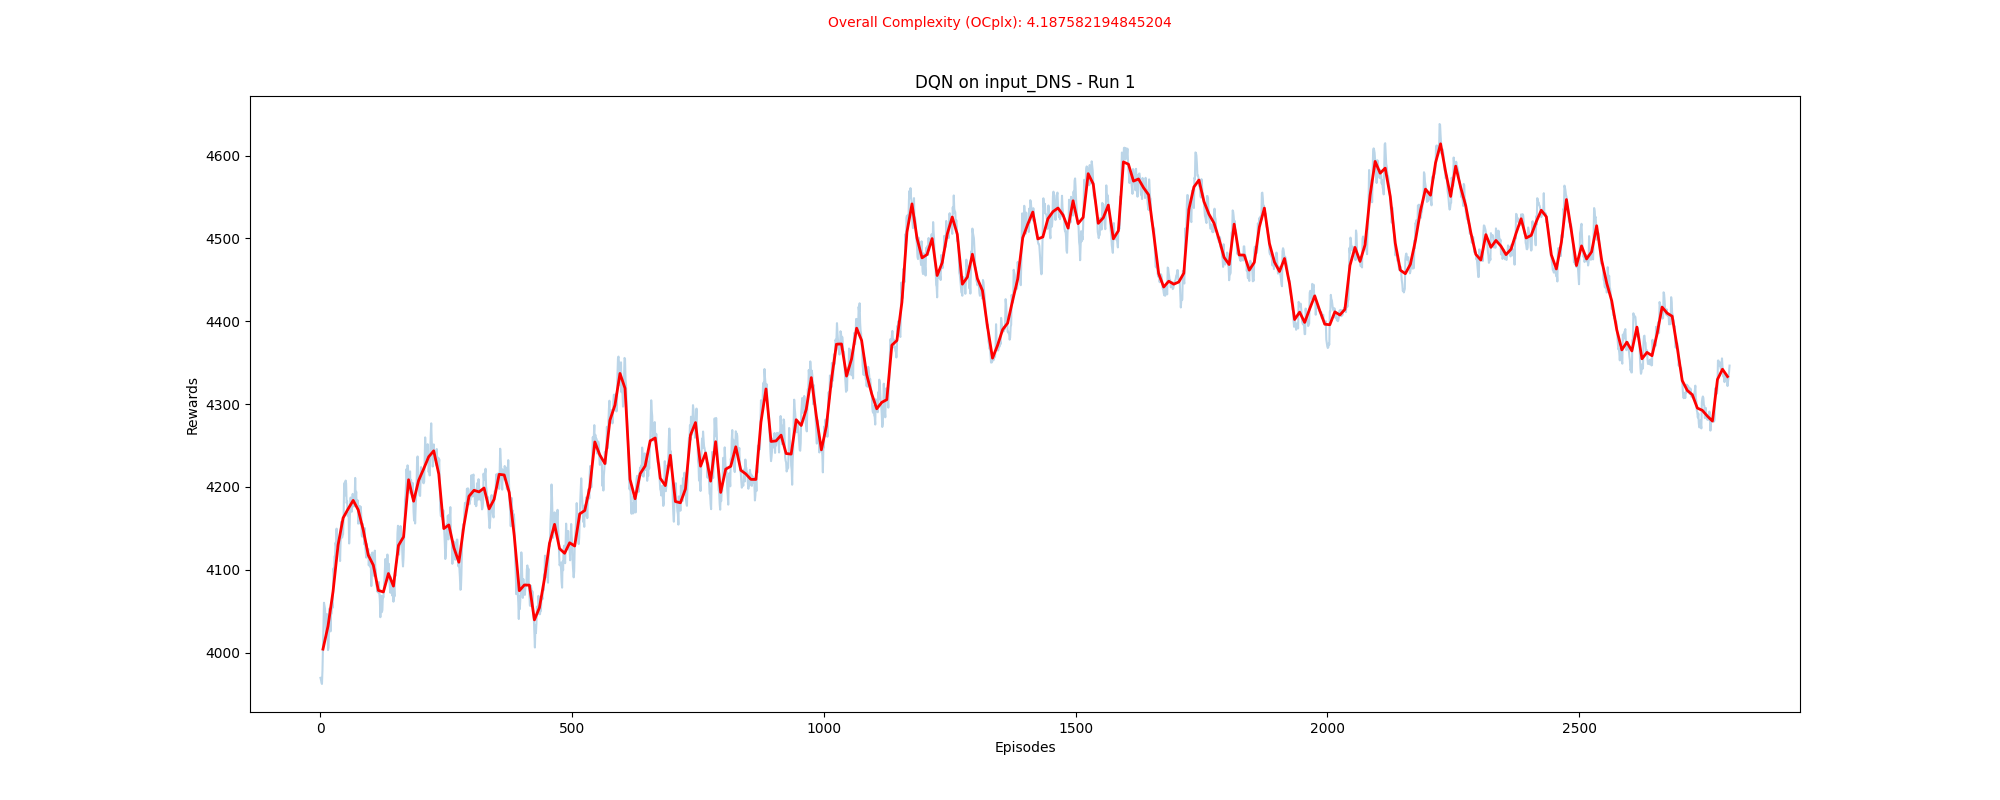 Overall Complexity (OCplx): 4.187582194845204
DQN on input_DNS - Run 1
4600
4500
4400
4300
4200
4100
4000
Rewards
0 500 1000 1500 2000 2500
Episodes